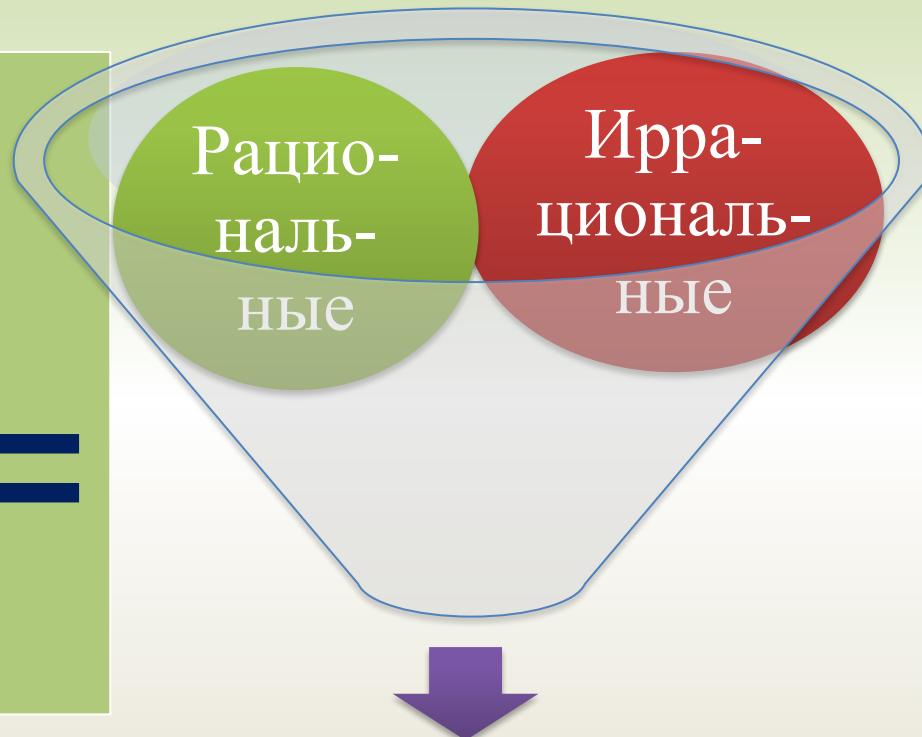 Рацио-
наль-
ные
Ирра-
циональ-
ные
=